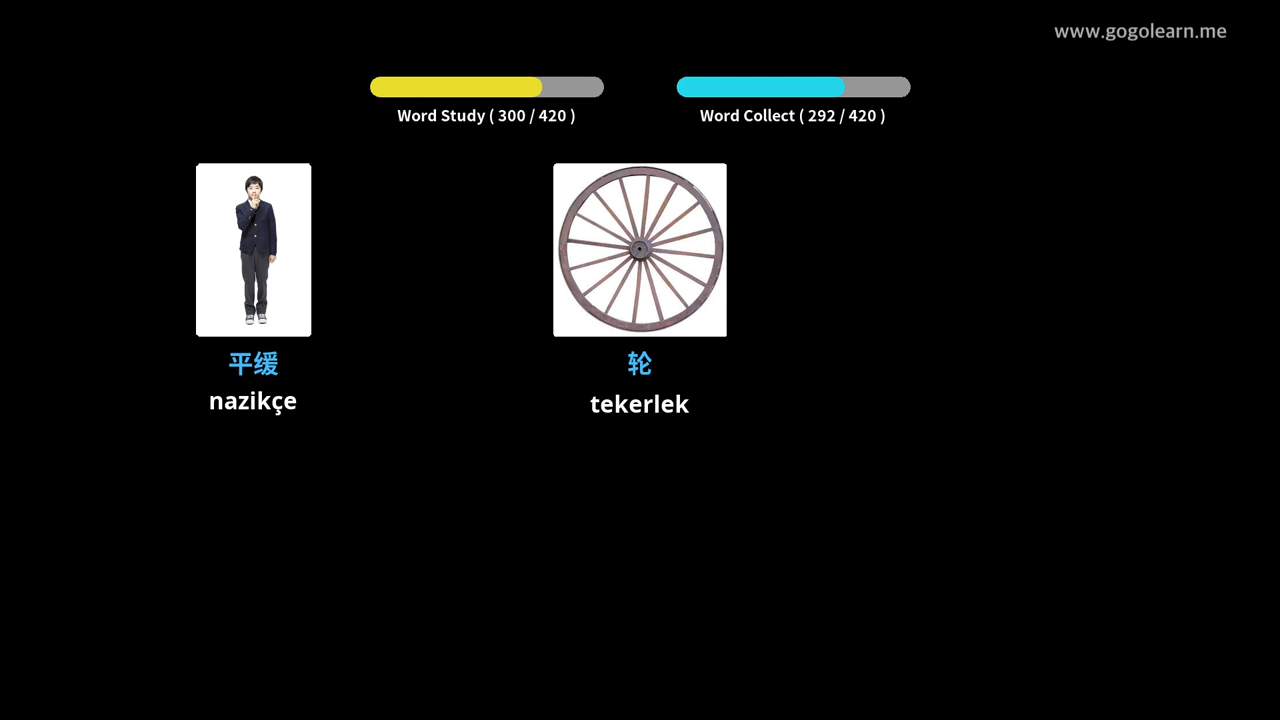 www.gogolearn.me
Word Study ( 300 / 420 )
Word Collect ( 292 / 420 )
平缓
轮
nazikçe
tekerlek